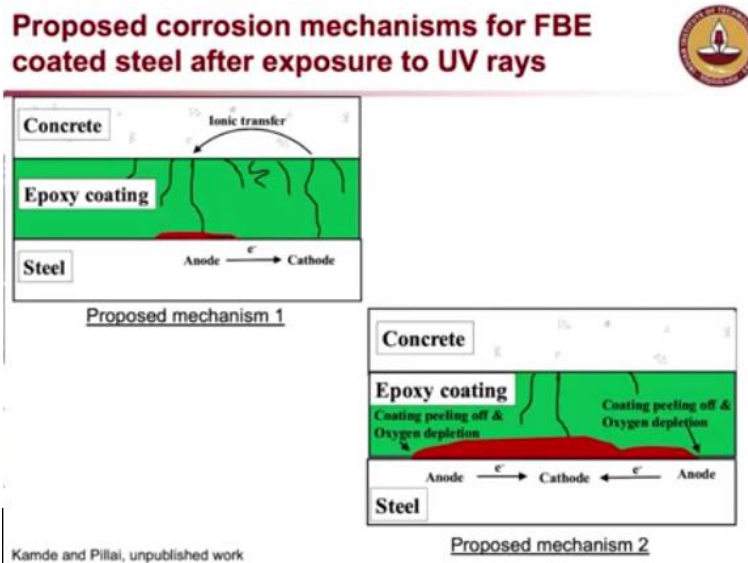 Proposed corrosion mechanisms for FBE
coated steel after exposure to UV rays
Concrete
Ionic transfer
Epoxy coating
e-
Anode → Cathode
Steel
Proposed mechanism 1
Concrete
Epoxy coating
Coating peeling off &
Oxygen depletion
Coating peeling off &
Oxygen depletion
e- e-
Anode → Cathode ← Anode
Steel
Proposed mechanism 2
Kamde and Pillai, unpublished work